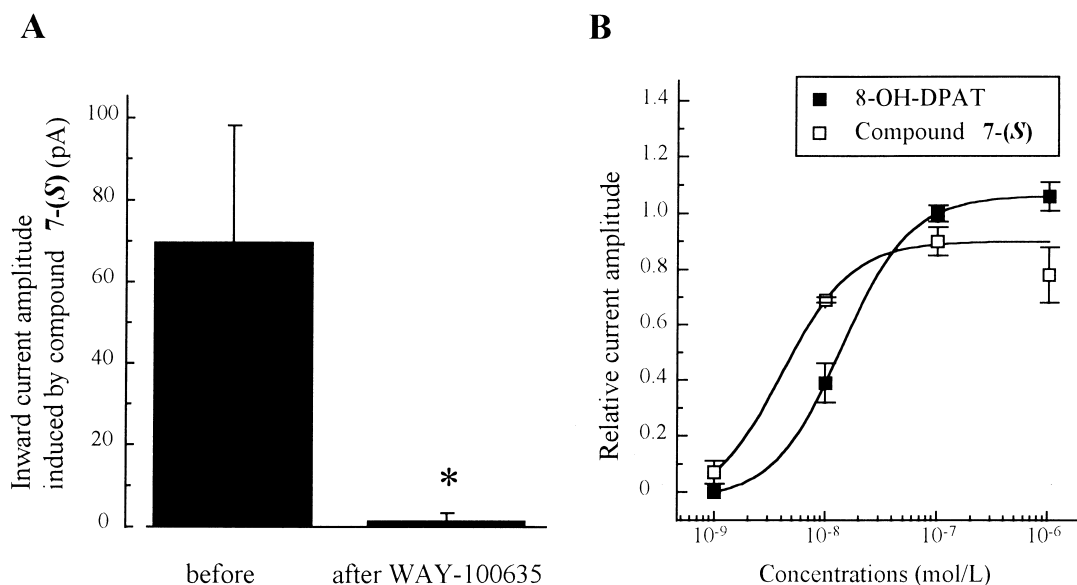 A
Inward current amplitude
induced by compound 7-(S) (pA)
100
80
60
40
20
0
*
before
after WAY-100635
B
8-OH-DPAT
Compound 7-(S)
Relative current amplitude
1.4
1.2
1.0
0.8
0.6
0.4
0.2
0
10-9
10-8
10-7
10-6
Concentrations (mol/L)